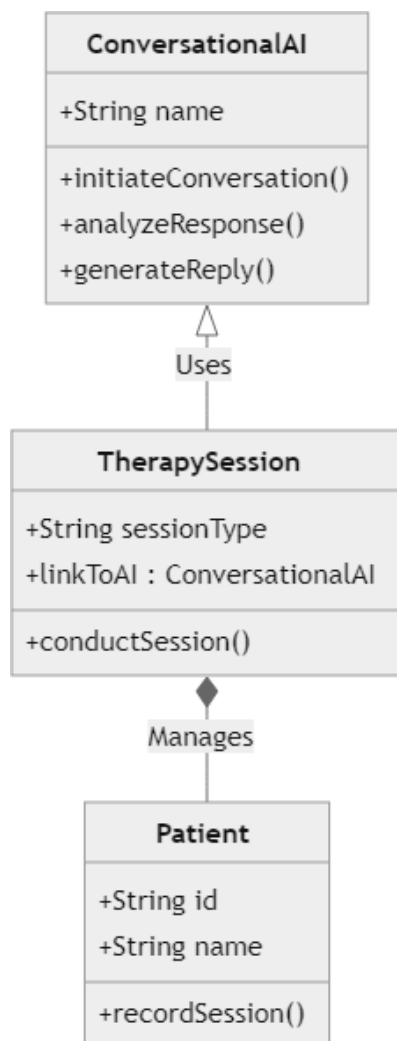 ConversationalAI
+String name
+initiateConversation()
+analyzeResponse()
+generateReply()
Uses
TherapySession
+String sessionType
+linkToAI : ConversationalAI
+conductSession()
Manages
Patient
+String id
+String name
+recordSession()